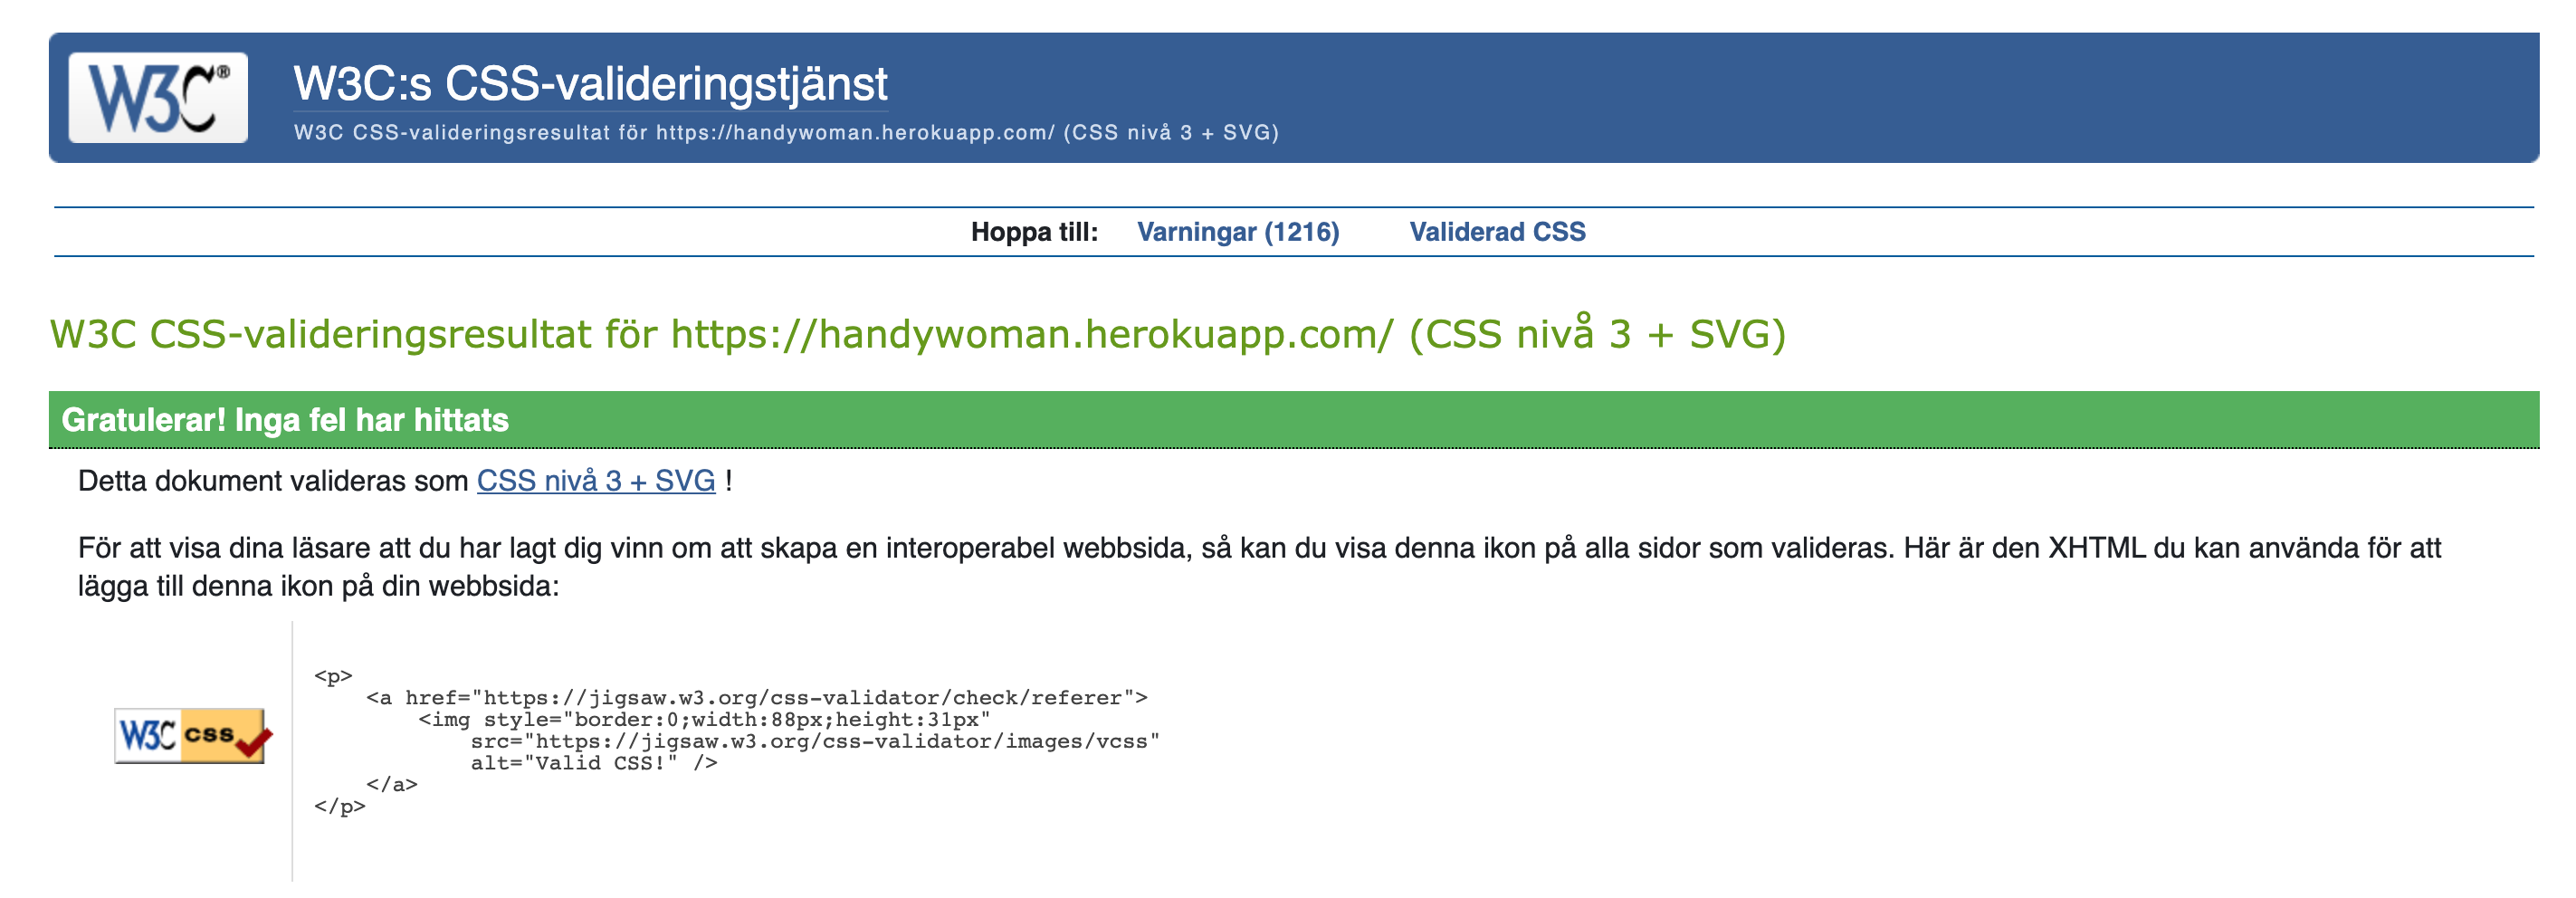 W3C®
W3C:s CSS-valideringstjänst
W3C CSS-valideringsresultat för https://handywoman.herokuapp.com/ (CSS nivå 3 + SVG)
Hoppa till: Varningar (1216) Validerad CSS
W3C CSS-valideringsresultat för https://handywoman.herokuapp.com/ (CSS nivå 3 + SVG)
Gratulerar! Inga fel har hittats
Detta dokument valideras som CSS nivå 3 + SVG !
För att visa dina läsare att du har lagt dig vinn om att skapa en interoperabel webbsida, så kan du visa denna ikon på alla sidor som valideras. Här är den XHTML du kan använda för att
lägga till denna ikon på din webbsida:
W3C css
<p>
    <a href="https://jigsaw.w3.org/css-validator/check/referer">
        <img style="border:0;width:88px;height:31px"
            src="https://jigsaw.w3.org/css-validator/images/vcss"
            alt="Valid CSS!" />
    </a>
</p>